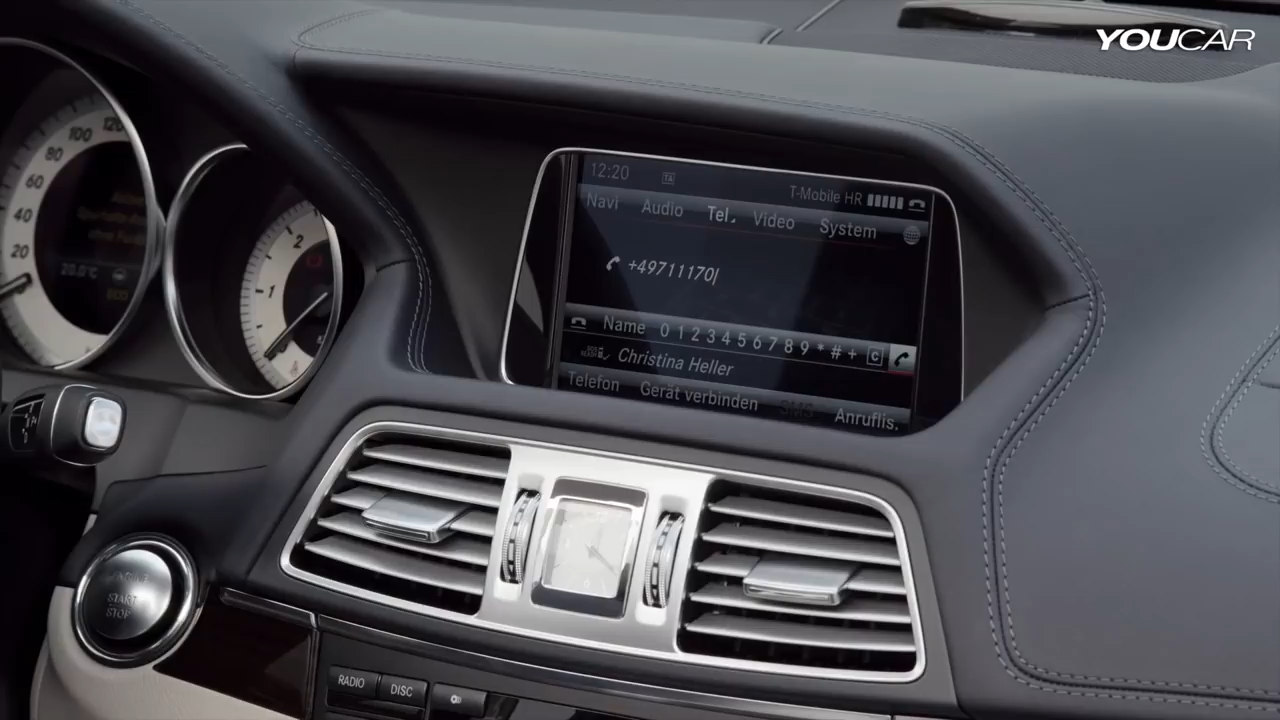 YOUCAR
12:20 TA T-Mobile HR
Navi Audio Tel. Video System
+49711170
Name 0 1 2 3 4 5 6 7 8 9 * # + C
Christina Heller
Telefon Gerät verbinden SMS Anruflis.
120
100
80
60
40
20
20.0°C
2
1
START
STOP
RADIO DISC